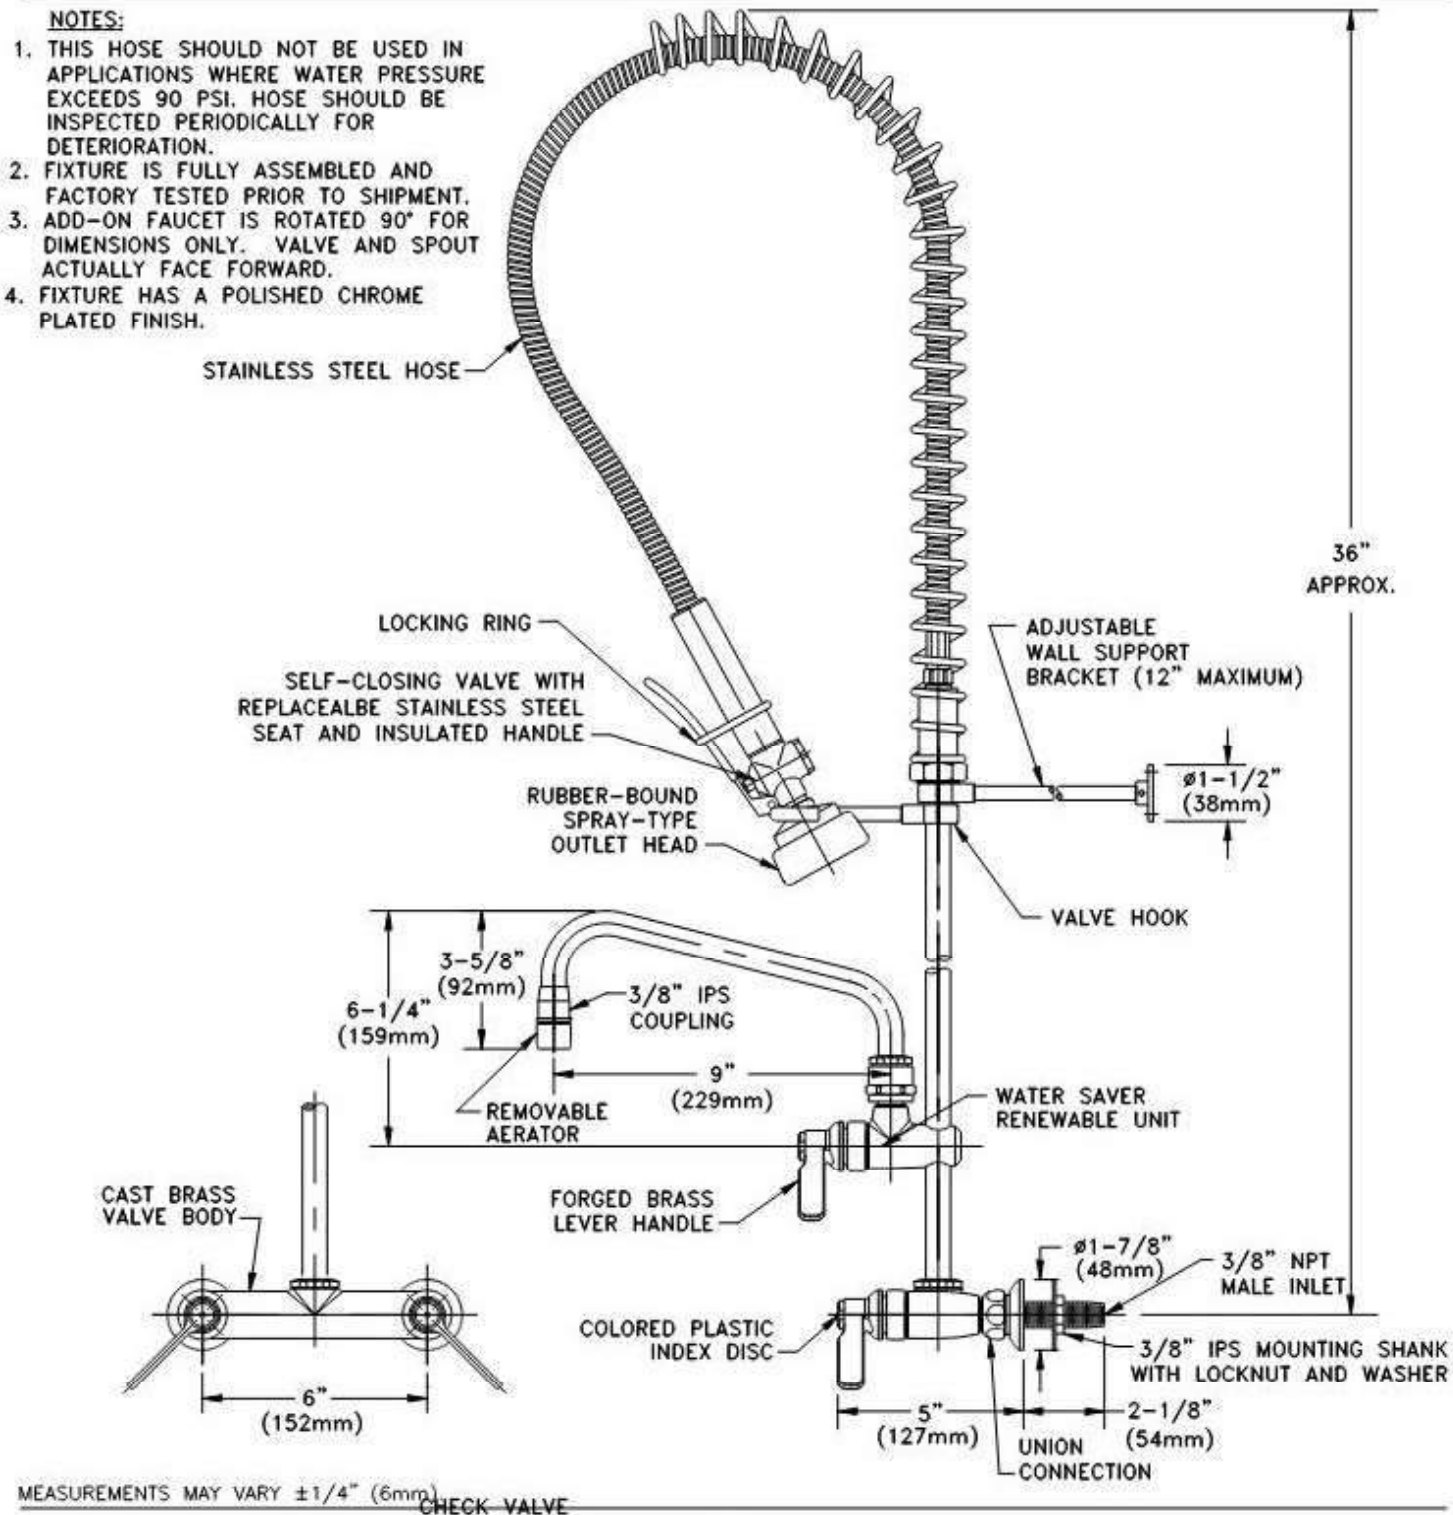 NOTES:
1. THIS HOSE SHOULD NOT BE USED IN
APPLICATIONS WHERE WATER PRESSURE
EXCEEDS 90 PSI. HOSE SHOULD BE
INSPECTED PERIODICALLY FOR
DETERIORATION.
2. FIXTURE IS FULLY ASSEMBLED AND
FACTORY TESTED PRIOR TO SHIPMENT.
3. ADD-ON FAUCET IS ROTATED 90° FOR
DIMENSIONS ONLY. VALVE AND SPOUT
ACTUALLY FACE FORWARD.
4. FIXTURE HAS A POLISHED CHROME
PLATED FINISH.
STAINLESS STEEL HOSE
36"
APPROX.
LOCKING RING
ADJUSTABLE
WALL SUPPORT
BRACKET (12" MAXIMUM)
SELF-CLOSING VALVE WITH
REPLACEALBE STAINLESS STEEL
SEAT AND INSULATED HANDLE
ø1-1/2"
(38mm)
RUBBER-BOUND
SPRAY-TYPE
OUTLET HEAD
VALVE HOOK
3-5/8"
(92mm)
6-1/4"
(159mm)
3/8" IPS
COUPLING
9"
(229mm)
REMOVABLE
AERATOR
WATER SAVER
RENEWABLE UNIT
CAST BRASS
VALVE BODY
FORGED BRASS
LEVER HANDLE
ø1-7/8"
(48mm)
3/8" NPT
MALE INLET
COLORED PLASTIC
INDEX DISC
3/8" IPS MOUNTING SHANK
WITH LOCKNUT AND WASHER
6"
(152mm)
5"
(127mm)
2-1/8"
(54mm)
UNION
CONNECTION
MEASUREMENTS MAY VARY ±1/4" (6mm)
CHECK VALVE